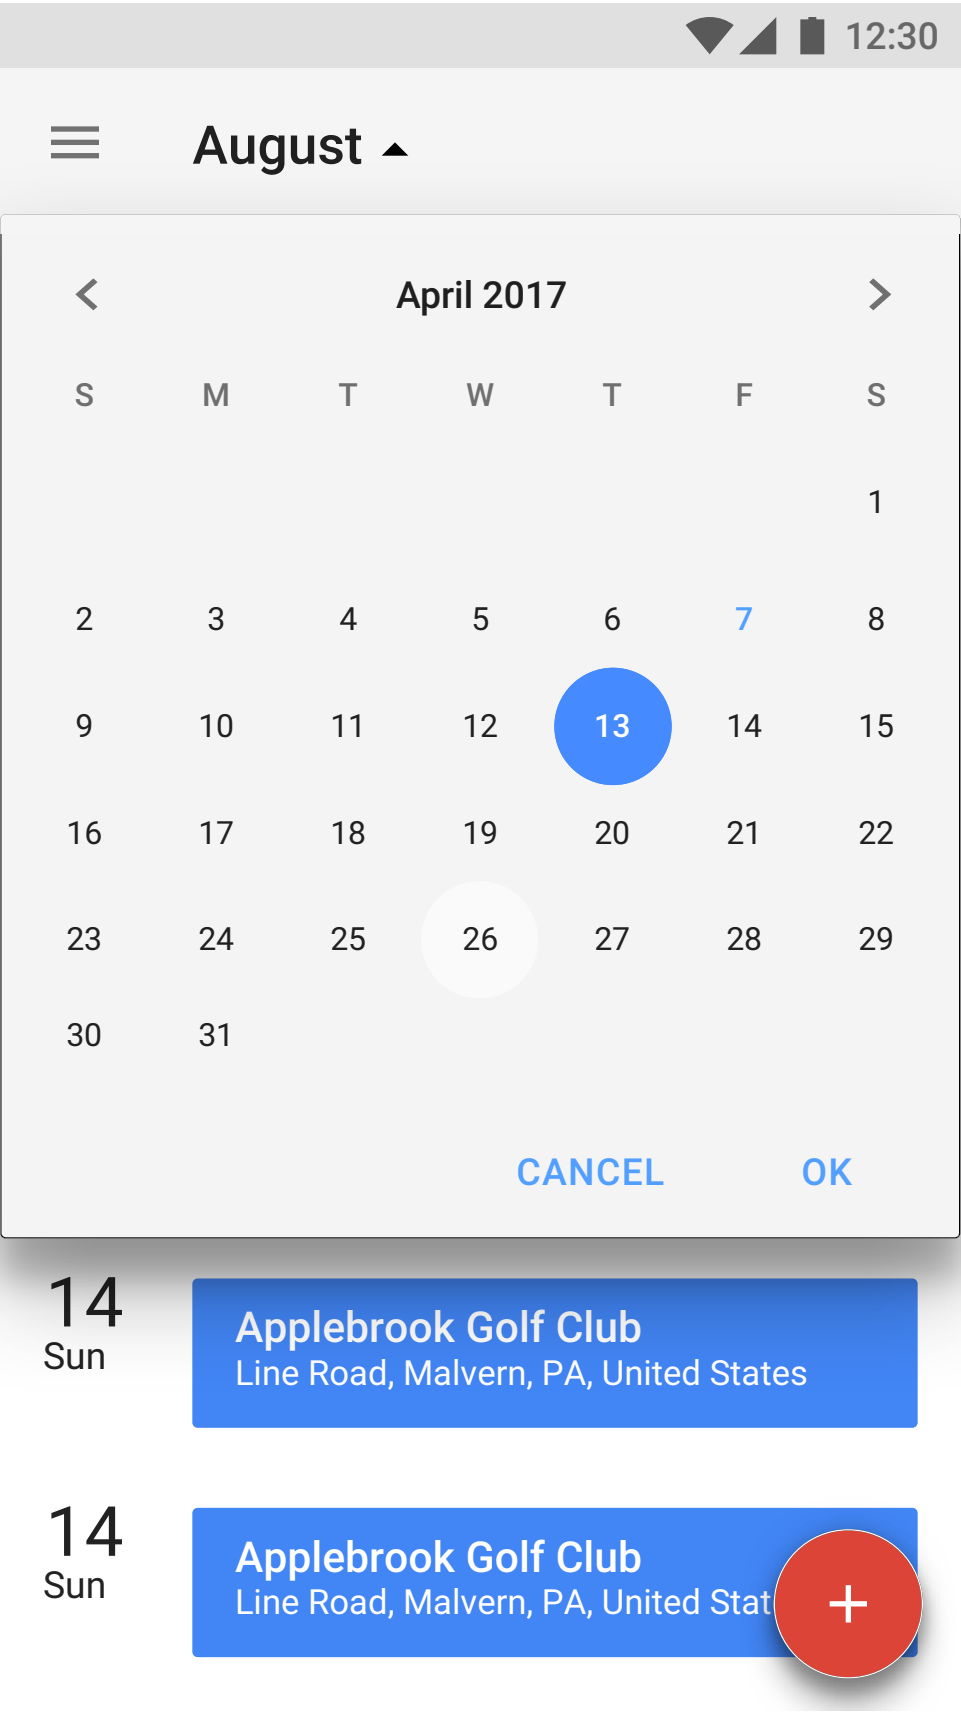 12:30
August
April 2017
S M T W T F S
1
2 3 4 5 6 7 8
9 10 11 12 13 14 15
16 17 18 19 20 21 22
23 24 25 26 27 28 29
30 31
CANCEL OK
14
Sun
Applebrook Golf Club
Line Road, Malvern, PA, United States
14
Sun
Applebrook Golf Club
Line Road, Malvern, PA, United Stat
+